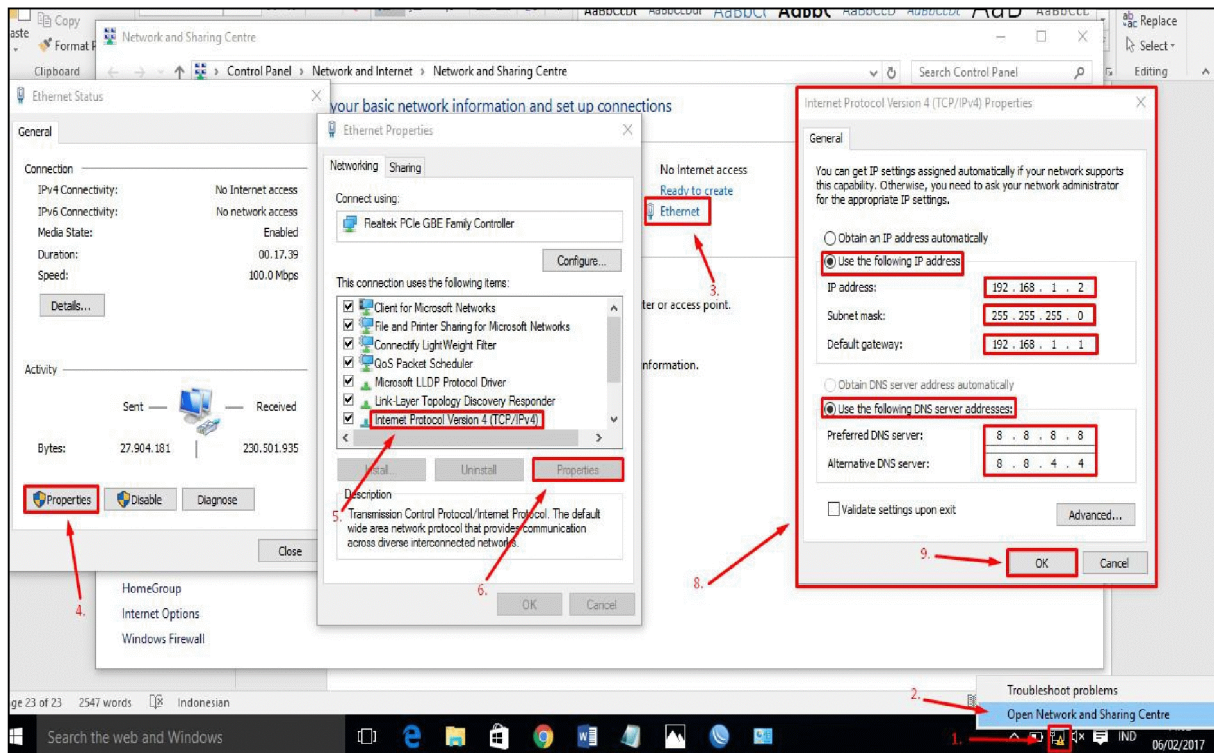 Copy
Replace
Network and Sharing Centre
Select
Clipboard
Control Panel > Network and Internet > Network and Sharing Centre
Search Control Panel
Editing
Ethernet Status
your basic network information and set up connections
Internet Protocol Version 4 (TCP/IPv4) Properties
General
Connection
IPv4 Connectivity: No Internet access
IPv6 Connectivity: No network access
Media State: Enabled
Duration: 00.17.39
Speed: 100.0 Mbps
Details...
Activity
Sent — — Received
Bytes: 27.904.181 | 230.501.935
Properties
Disable
Diagnose
Close
4.
HomeGroup
Internet Options
Windows Firewall
Ethernet Properties
Networking Sharing
Connect using:
Realtek PCIe GBE Family Controller
Configure...
This connection uses the following items:
Client for Microsoft Networks
File and Printer Sharing for Microsoft Networks
Connectify LightWeight Filter
QoS Packet Scheduler
Microsoft LLDP Protocol Driver
Link-Layer Topology Discovery Responder
Internet Protocol Version 4 (TCP/IPv4)
Install...
Uninstall
Properties
Description
5.
Transmission Control Protocol/Internet Protocol. The default
wide area network protocol that provides communication
across diverse interconnected networks.
6.
OK
Cancel
No Internet access
Ready to create
Ethernet
3.
ter or access point.
nformation.
General
You can get IP settings assigned automatically if your network supports
this capability. Otherwise, you need to ask your network administrator
for the appropriate IP settings.
Obtain an IP address automatically
Use the following IP address
IP address: 192 . 168 . 1 . 2
Subnet mask: 255 . 255 . 255 . 0
Default gateway: 192 . 168 . 1 . 1
Obtain DNS server address automatically
Use the following DNS server addresses:
Preferred DNS server: 8 . 8 . 8 . 8
Alternative DNS server: 8 . 8 . 4 . 4
Validate settings upon exit
Advanced...
9.
OK
Cancel
8.
ge 23 of 23 2547 words Indonesian
2.
Troubleshoot problems
Open Network and Sharing Centre
1.
Search the web and Windows
IND
06/02/2017